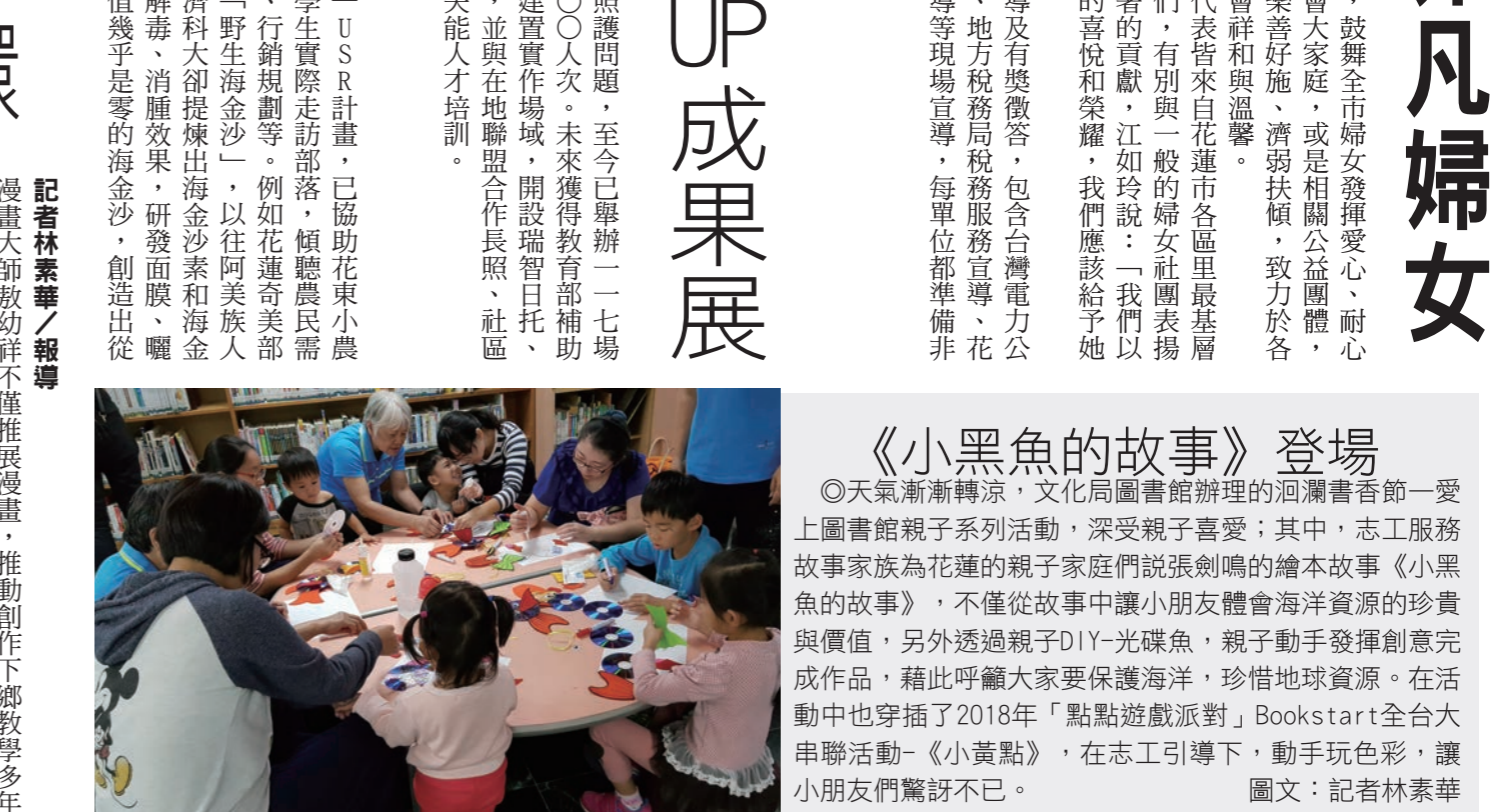 凡婦女
，鼓舞全市婦女發揮愛心、耐心
會大家庭，或是相關公益團體，
樂善好施、濟弱扶傾，致力於各
會祥和與溫馨。
代表皆來自花蓮市各區里最基層
們，有別與一般的婦女社團表揚
者的貢獻，江如玲說：「我們以
的喜悅和榮耀，我們應該給予她
導及有獎徵答，包含台灣電力公
、地方稅務局稅務服務宣導、花
導等現場宣導，每單位都準備非
UP成果展
照護問題，至今已舉辦一一七場
〇〇人次。未來獲得教育部補助
建置實作場域，開設瑞智日托、
，並與在地聯盟合作長照、社區
失能人才培訓。
一USR計畫，已協助花東小農
學生實際走訪部落，傾聽農民需
、行銷規劃等。例如花蓮奇美部
「野生海金沙」，以往阿美族人
濟科大卻提煉出海金沙素和海金
解毒、消腫效果，研發面膜、曬
值幾乎是零的海金沙，創造出從
《小黑魚的故事》登場
◎天氣漸漸轉涼，文化局圖書館辦理的洄瀾書香節—愛
上圖書館親子系列活動，深受親子喜愛；其中，志工服務
故事家族為花蓮的親子家庭們說張劍鳴的繪本故事《小黑
魚的故事》，不僅從故事中讓小朋友體會海洋資源的珍貴
與價值，另外透過親子DIY-光碟魚，親子動手發揮創意完
成作品，藉此呼籲大家要保護海洋，珍惜地球資源。在活
動中也穿插了2018年「點點遊戲派對」Bookstart全台大
串聯活動-《小黃點》，在志工引導下，動手玩色彩，讓
小朋友們驚訝不已。 圖文：記者林素華
記者林素華／報導
漫畫大師敖幼祥不僅推展漫畫，推動創作下鄉教學多年